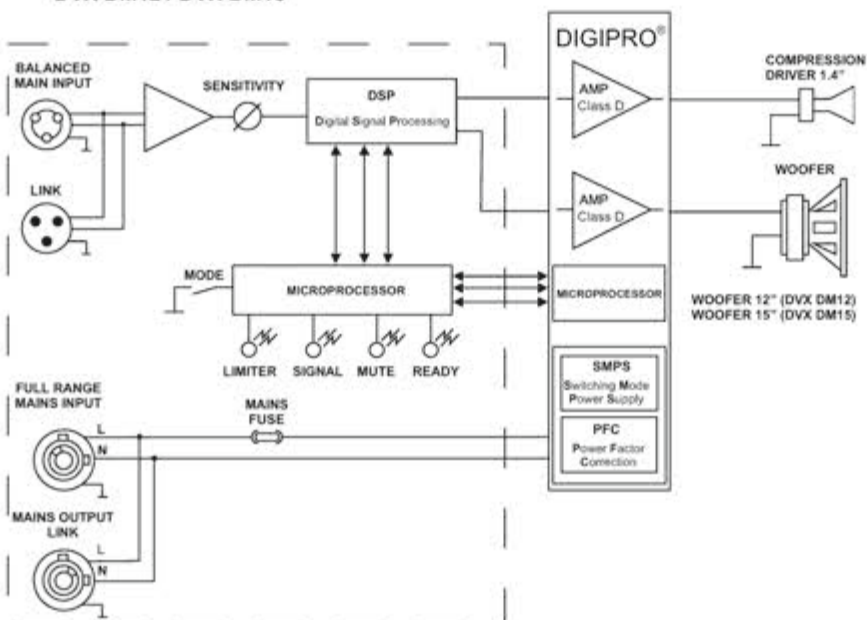 DIGIPRO®
BALANCED
MAIN INPUT
SENSITIVITY
DSP
Digital Signal Processing
AMP
Class D
COMPRESSION
DRIVER 1.4"
LINK
AMP
Class D
WOOFER
MODE
MICROPROCESSOR
MICROPROCESSOR
WOOFER 12" (DVX DM12)
WOOFER 15" (DVX DM15)
LIMITER
SIGNAL
MUTE
READY
SMPS
Switching Mode
Power Supply
FULL RANGE
MAINS INPUT
L
N
MAINS
FUSE
PFC
Power Factor
Correction
MAINS OUTPUT
LINK
L
N